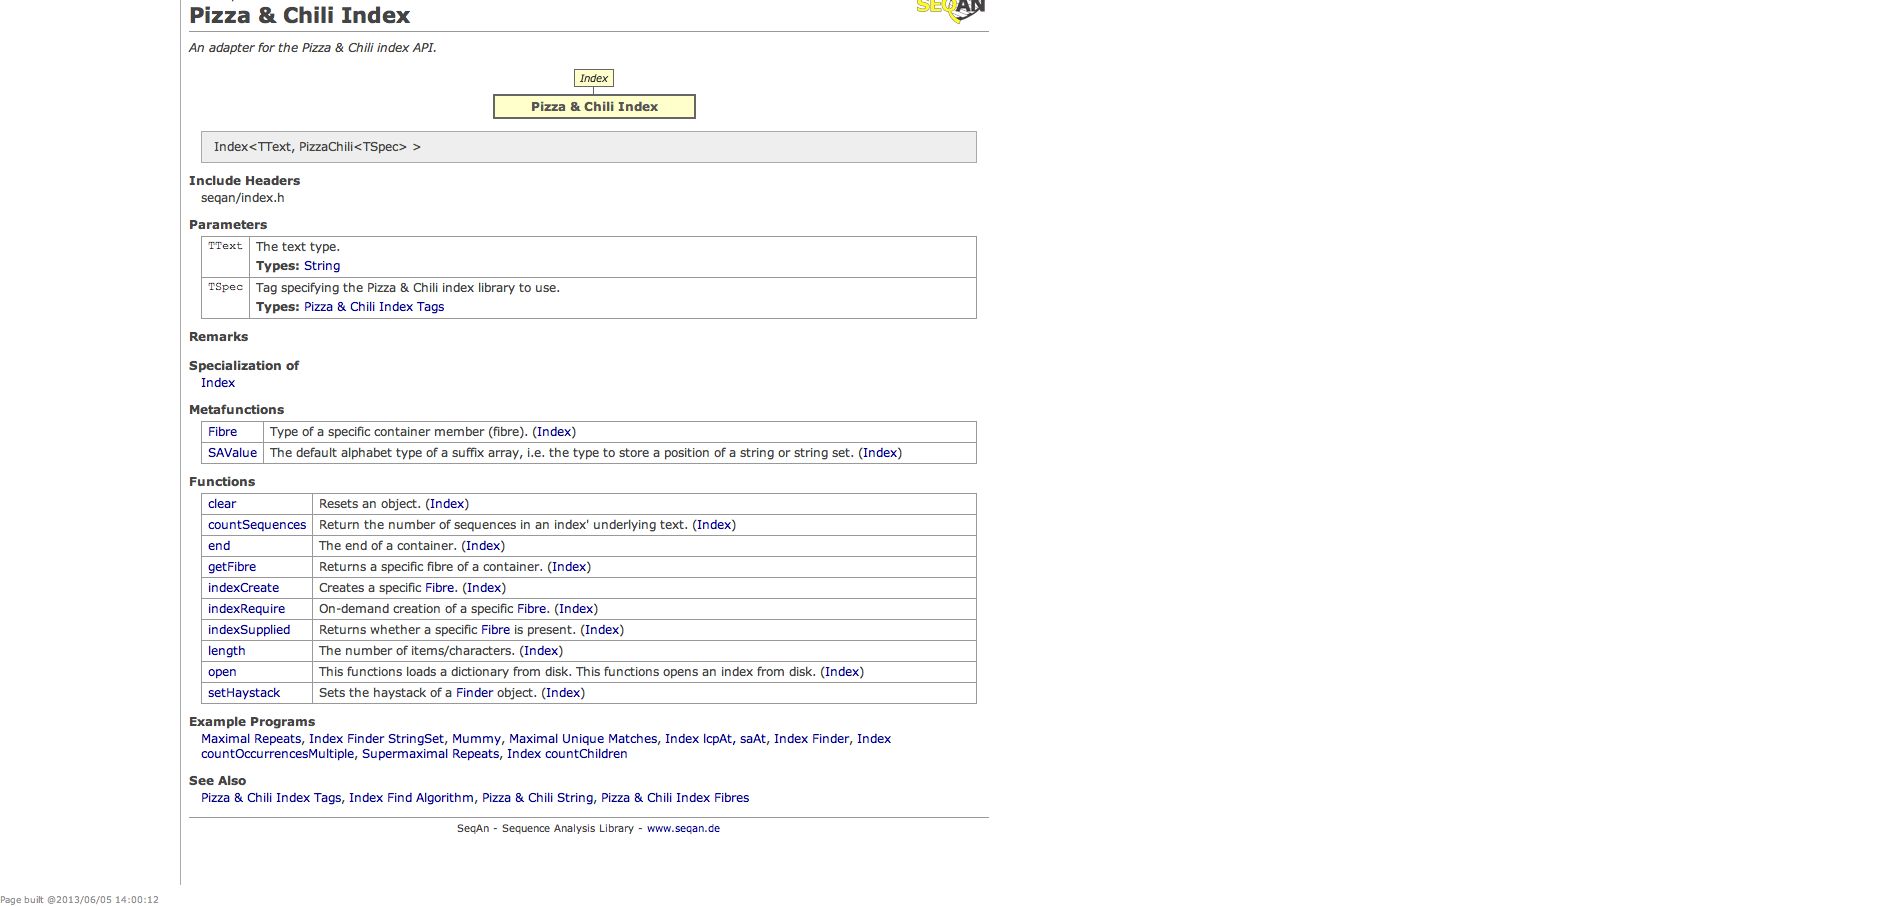 Pizza & Chili Index
SEQAN
An adapter for the Pizza & Chili index API.
Index
Pizza & Chili Index
Index<TText, PizzaChili<TSpec> >
Include Headers
seqan/index.h
Parameters
TText The text type.
Types: String
TSpec Tag specifying the Pizza & Chili index library to use.
Types: Pizza & Chili Index Tags
Remarks
Specialization of
Index
Metafunctions
Fibre Type of a specific container member (fibre). (Index)
SAValue The default alphabet type of a suffix array, i.e. the type to store a position of a string or string set. (Index)
Functions
clear Resets an object. (Index)
countSequences Return the number of sequences in an index' underlying text. (Index)
end The end of a container. (Index)
getFibre Returns a specific fibre of a container. (Index)
indexCreate Creates a specific Fibre. (Index)
indexRequire On-demand creation of a specific Fibre. (Index)
indexSupplied Returns whether a specific Fibre is present. (Index)
length The number of items/characters. (Index)
open This functions loads a dictionary from disk. This functions opens an index from disk. (Index)
setHaystack Sets the haystack of a Finder object. (Index)
Example Programs
Maximal Repeats, Index Finder StringSet, Mummy, Maximal Unique Matches, Index lcpAt, saAt, Index Finder, Index
countOccurrencesMultiple, Supermaximal Repeats, Index countChildren
See Also
Pizza & Chili Index Tags, Index Find Algorithm, Pizza & Chili String, Pizza & Chili Index Fibres
SeqAn - Sequence Analysis Library - www.seqan.de
Page built @2013/06/05 14:00:12